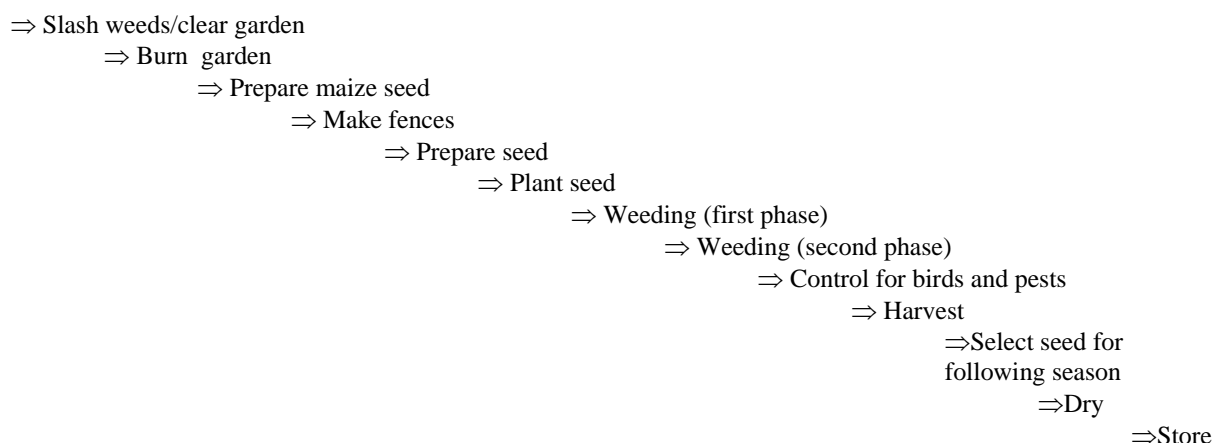 ⇒ Slash weeds/clear garden
⇒ Burn garden
⇒ Prepare maize seed
⇒ Make fences
⇒ Prepare seed
⇒ Plant seed
⇒ Weeding (first phase)
⇒ Weeding (second phase)
⇒ Control for birds and pests
⇒ Harvest
⇒Select seed for
following season
⇒Dry
⇒Store